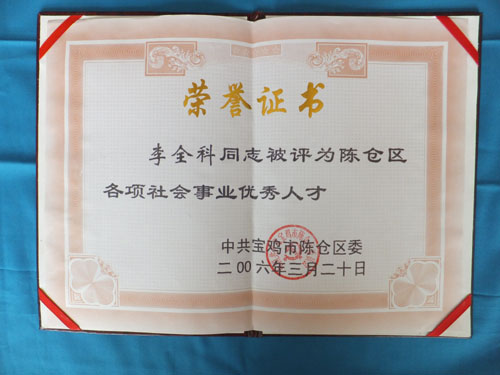 荣誉证书
李全科同志被评为陈仓区
各项社会事业优秀人才
中共宝鸡市陈仓区委
二00六年三月二十日